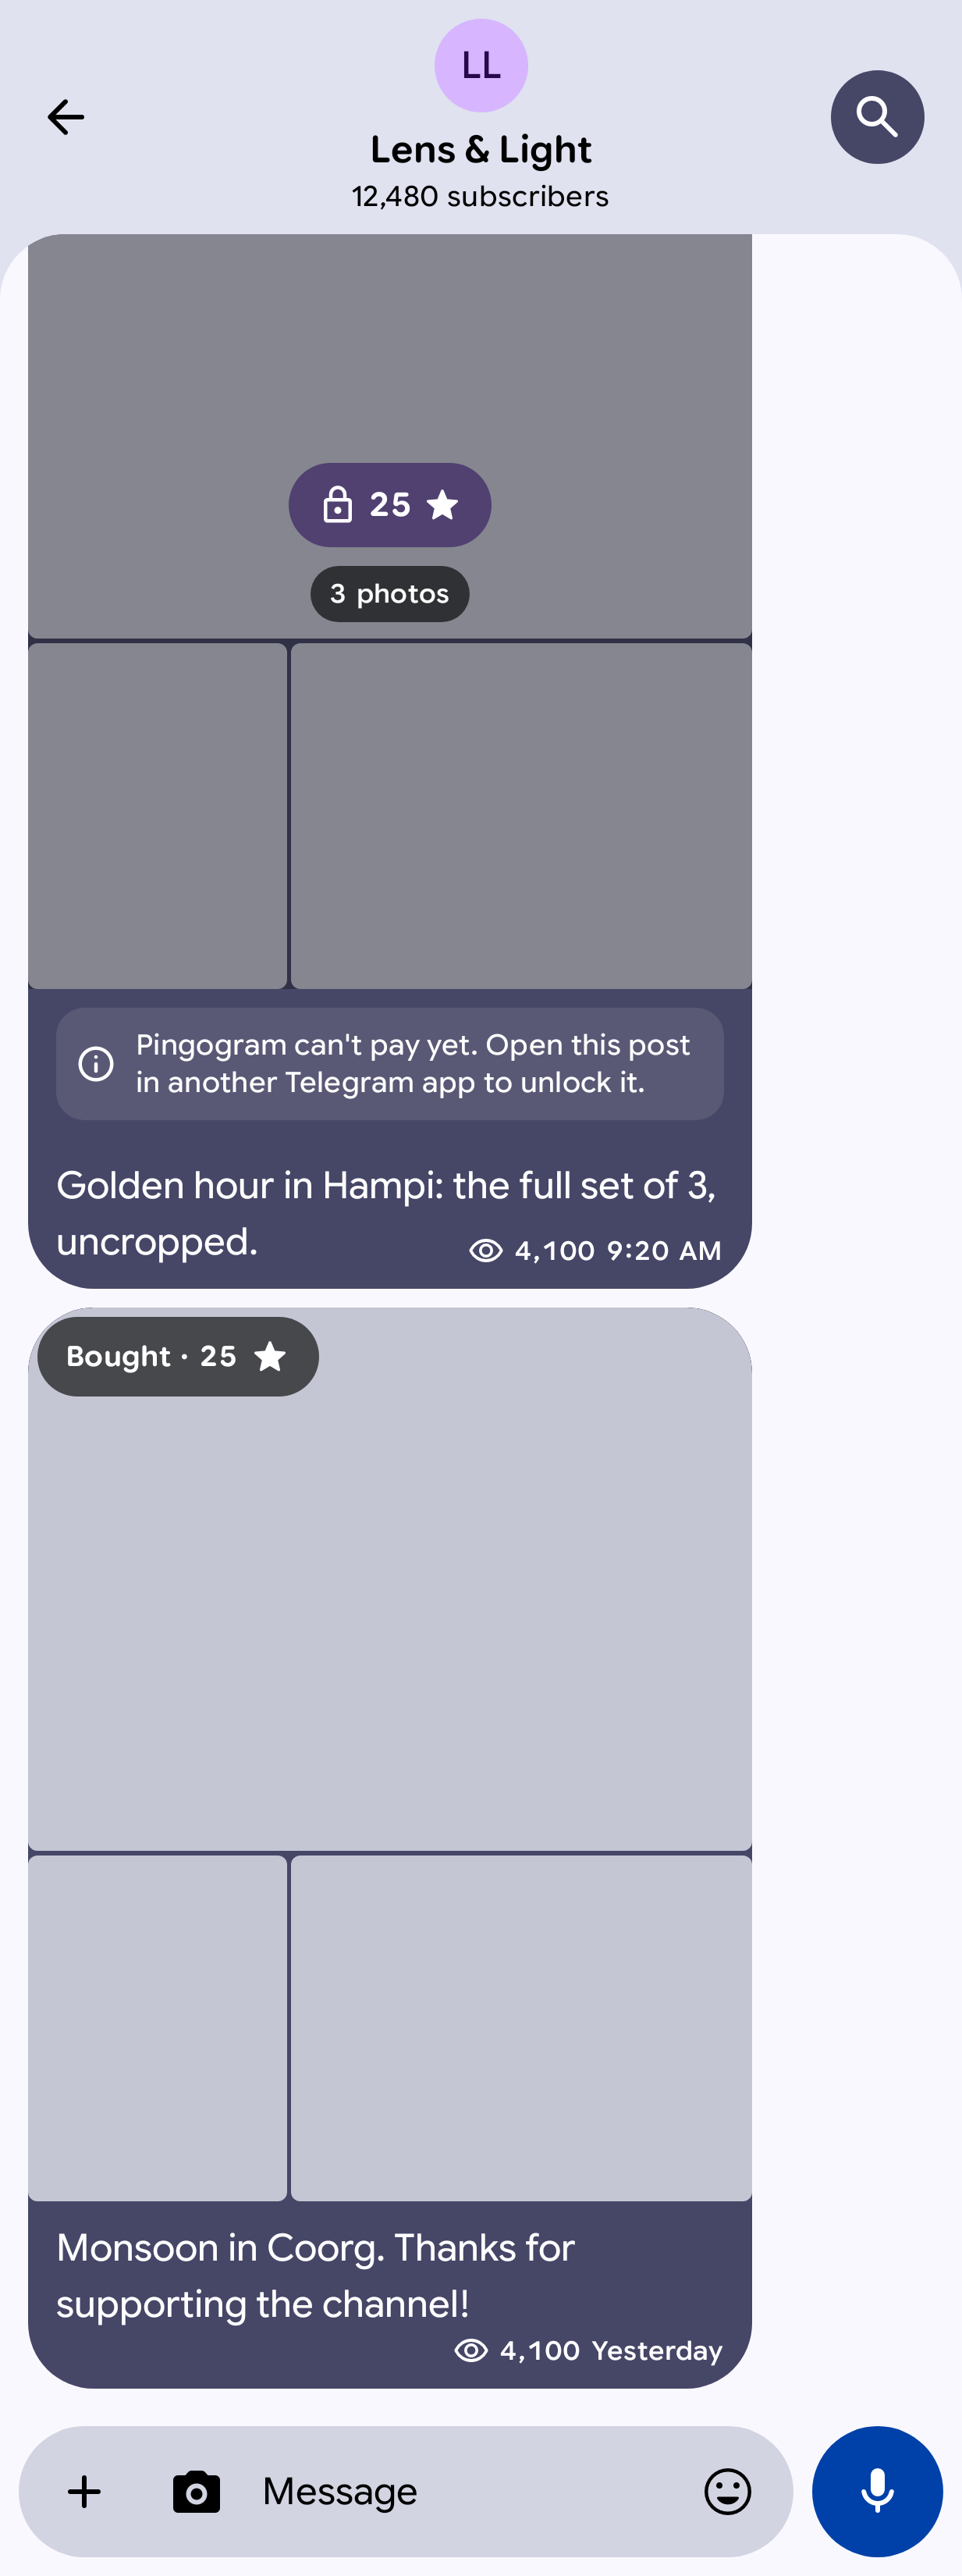 LL
Lens & Light
12,480 subscribers
25
3 photos
Pingogram can't pay yet. Open this post
in another Telegram app to unlock it.
Golden hour in Hampi: the full set of 3,
uncropped.
4,100 9:20 AM
Bought · 25
Monsoon in Coorg. Thanks for
supporting the channel!
4,100 Yesterday
Message